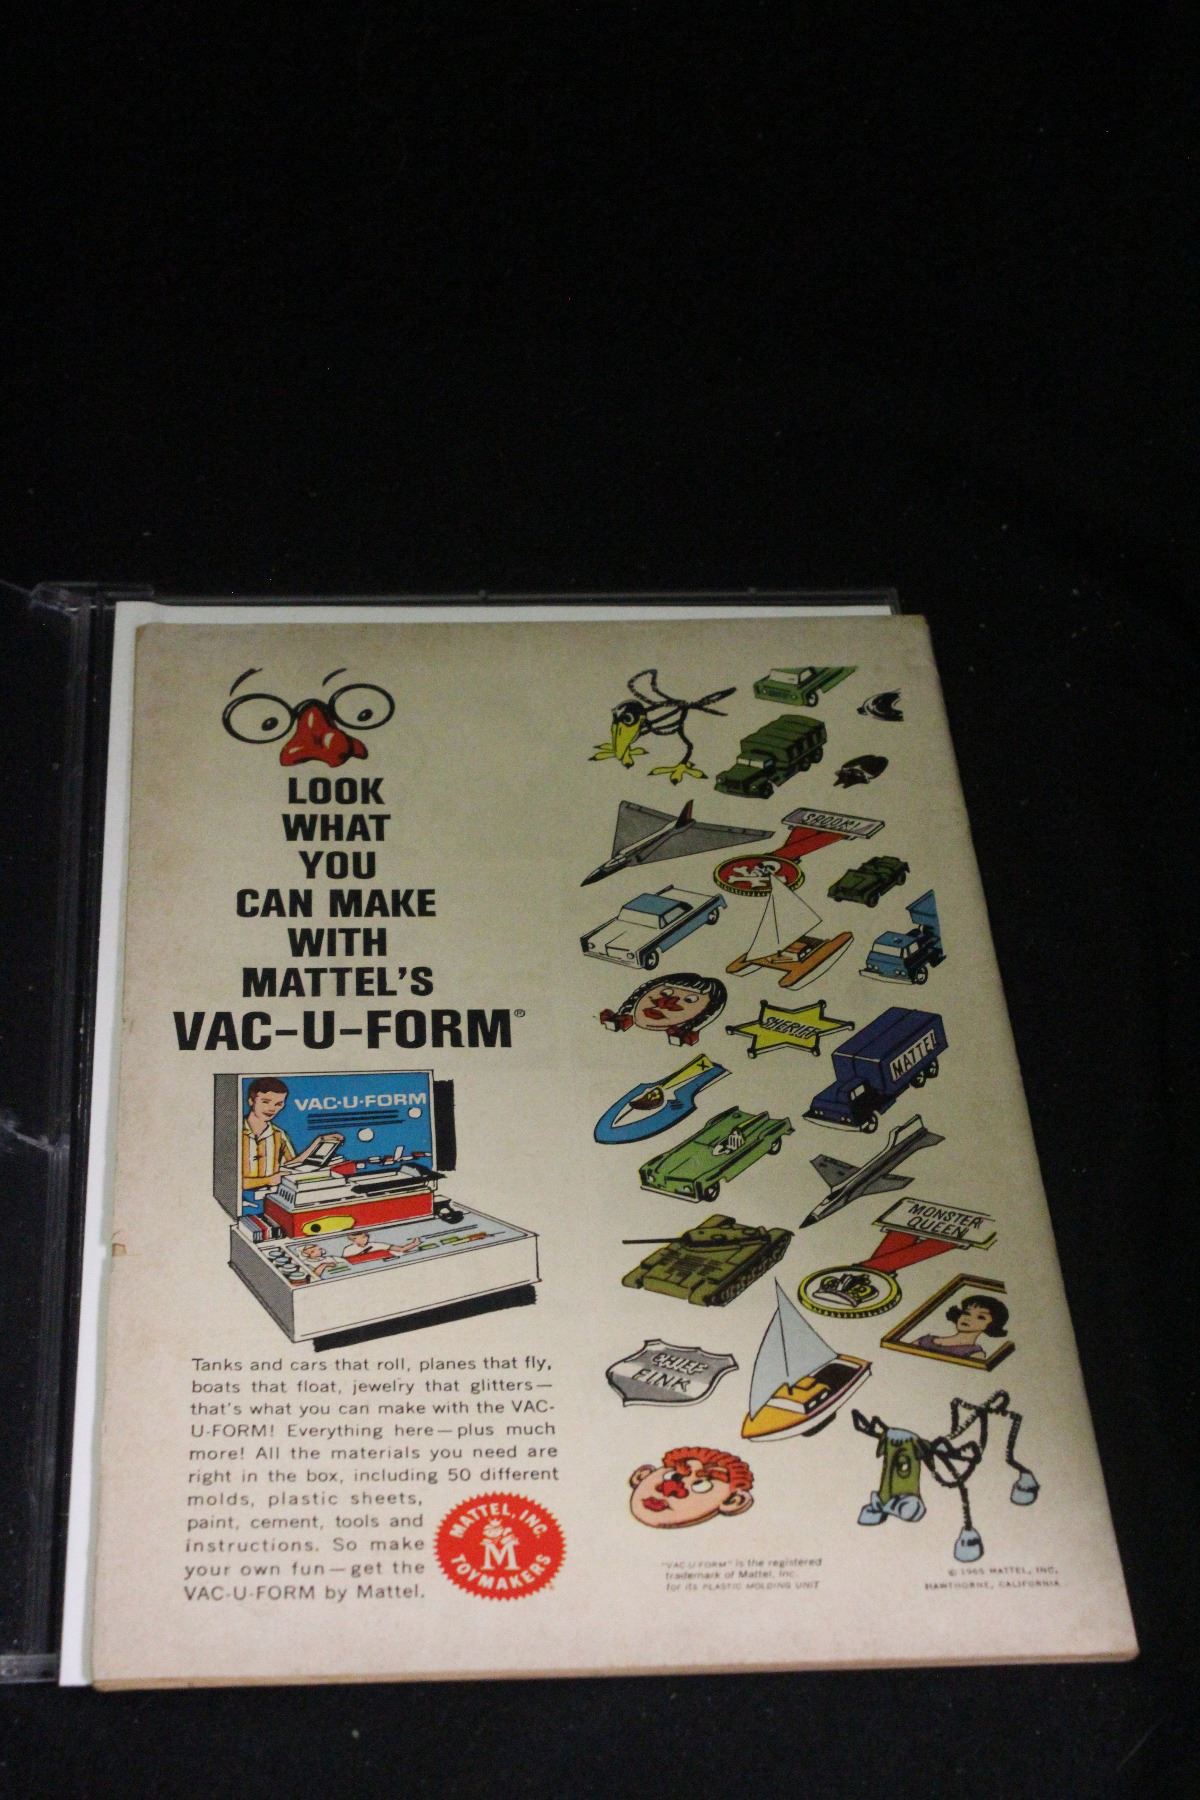 LOOK
WHAT
YOU
CAN MAKE
WITH
MATTEL'S
VAC-U-FORM®
VAC-U-FORM
Tanks and cars that roll, planes that fly,
boats that float, jewelry that glitters—
that's what you can make with the VAC-
U-FORM! Everything here—plus much
more! All the materials you need are
right in the box, including 50 different
molds, plastic sheets,
paint, cement, tools and
instructions. So make
your own fun—get the
VAC-U-FORM by Mattel.
MATTEL, INC.
M
TOYMAKERS
SPOOK!
SHERIFF
MATTEL
X
MONSTER
QUEEN
CHIEF
FINK
"VAC-U-FORM" is the registered
trademark of Mattel, Inc.
for its PLASTIC MOLDING UNIT
© 1965 MATTEL, INC.
HAWTHORNE, CALIFORNIA